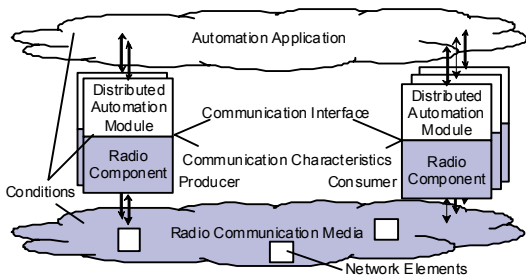 Automation Application
Distributed
Automation
Module
Radio
Component
Communication Interface
Communication Characteristics
Producer
Consumer
Distributed
Automation
Module
Radio
Component
Conditions
Radio Communication Media
Network Elements